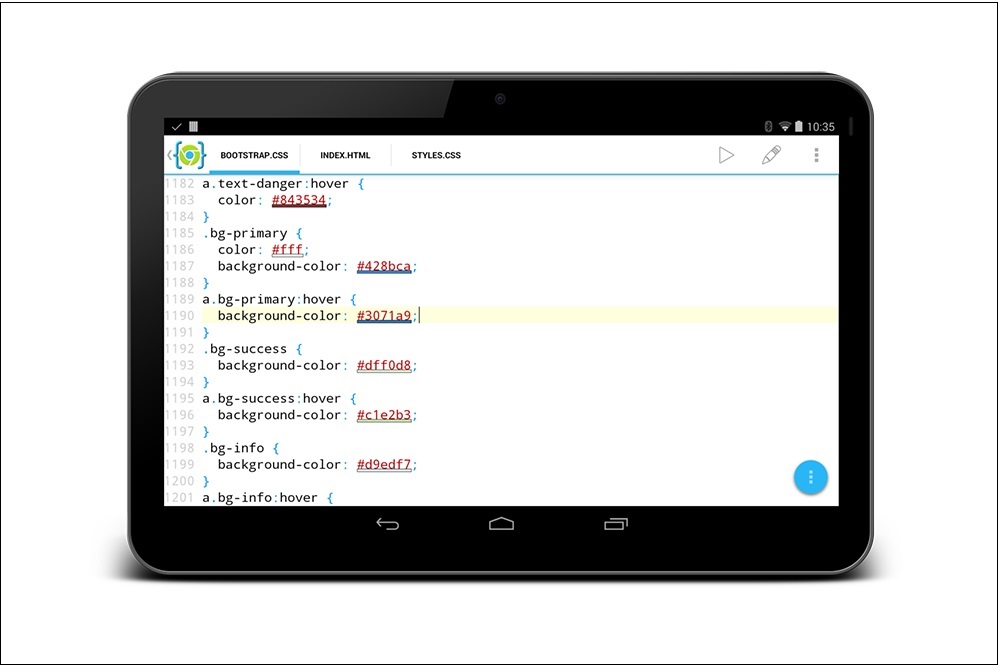 10:35
BOOTSTRAP.CSS INDEX.HTML STYLES.CSS
1182 a.text-danger:hover {
1183   color: #843534;
1184 }
1185 .bg-primary {
1186   color: #fff;
1187   background-color: #428bca;
1188 }
1189 a.bg-primary:hover {
1190   background-color: #3071a9;
1191 }
1192 .bg-success {
1193   background-color: #dff0d8;
1194 }
1195 a.bg-success:hover {
1196   background-color: #c1e2b3;
1197 }
1198 .bg-info {
1199   background-color: #d9edf7;
1200 }
1201 a.bg-info:hover {